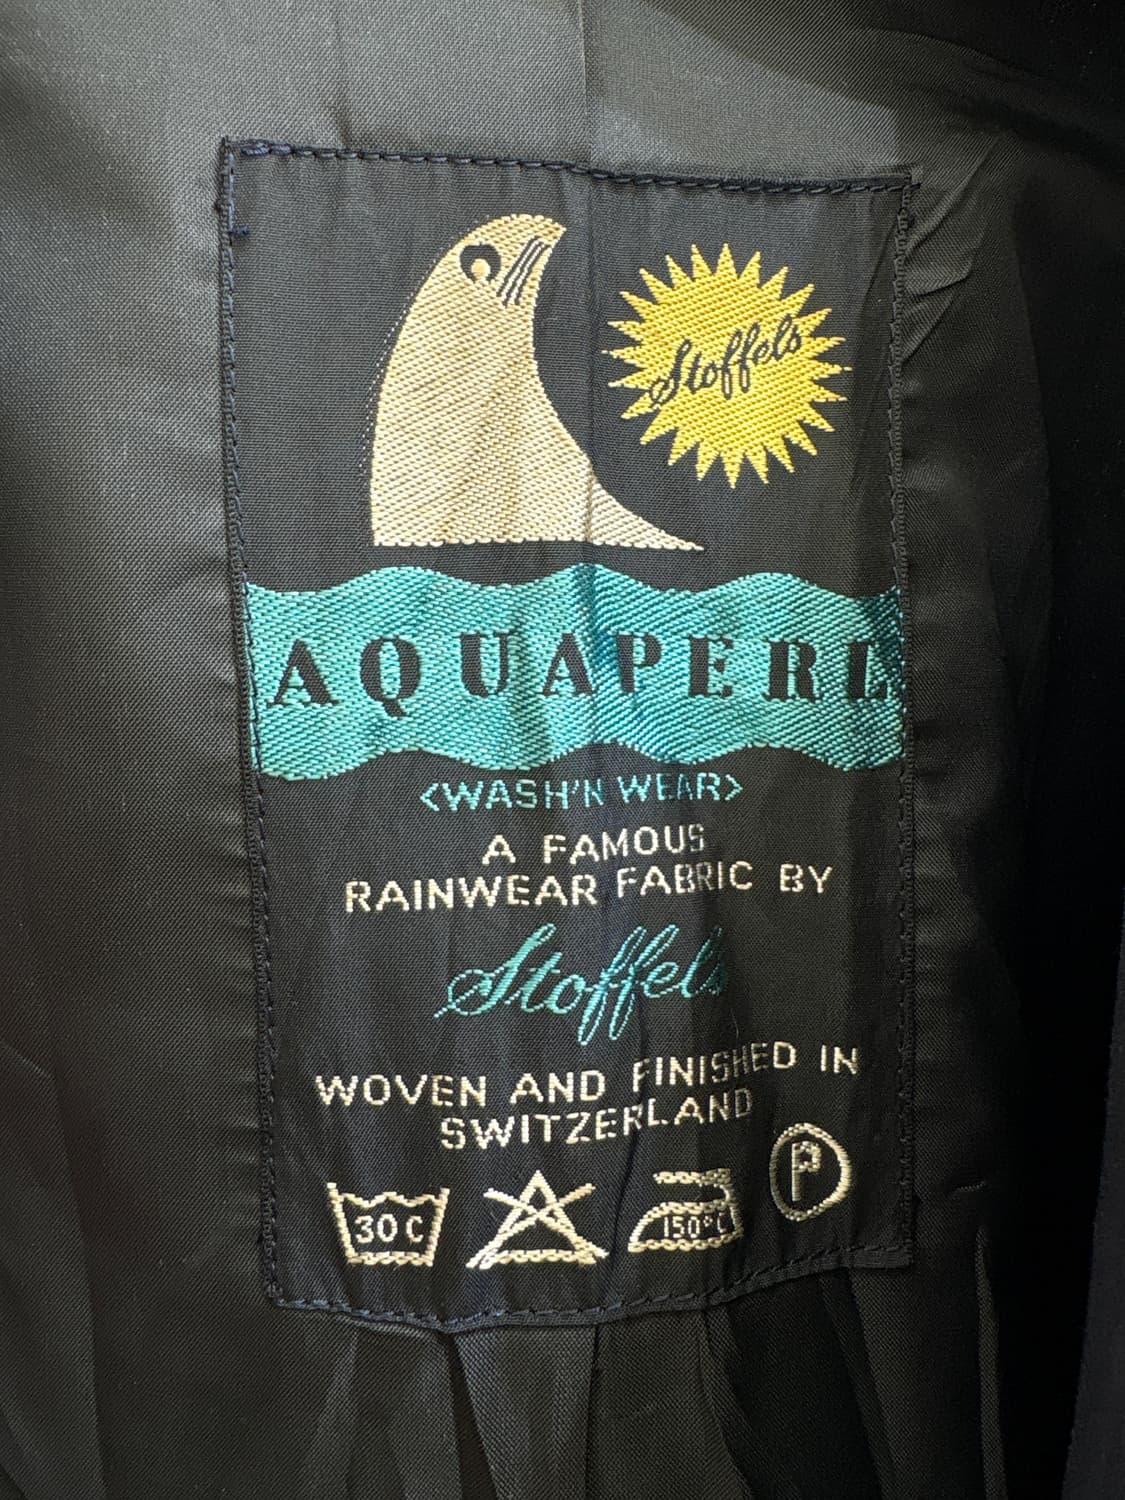 Stoffels
AQUAPERL
<WASH'N WEAR>
A FAMOUS
RAINWEAR FABRIC BY
Stoffels
WOVEN AND FINISHED IN
SWITZERLAND
30 C 150°C P